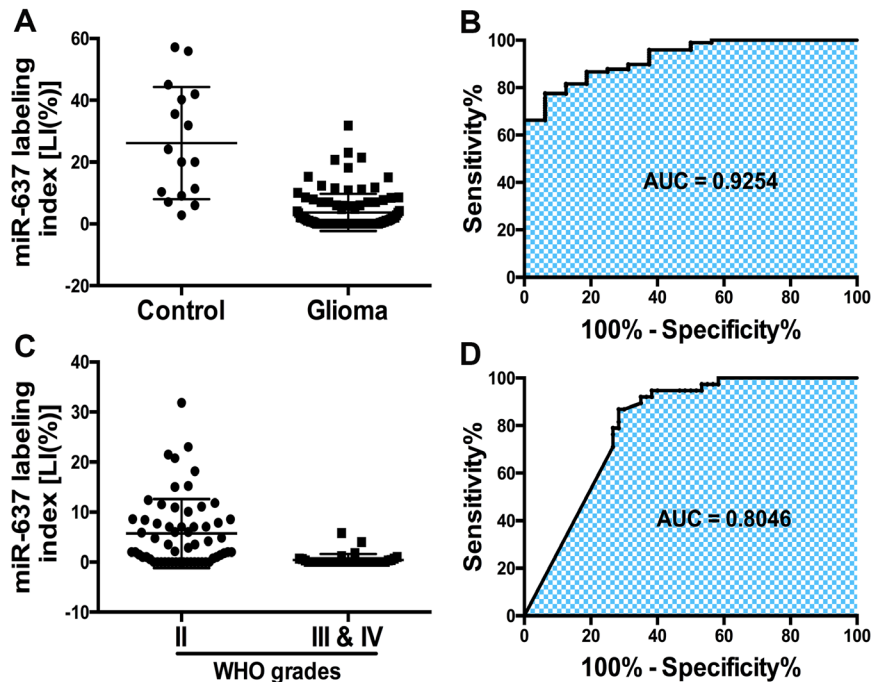 A
miR-637 labeling
index [LI(%)]
60
40
20
0
-20
Control Glioma
B
Sensitivity%
100
80
60
40
20
0
AUC = 0.9254
0 20 40 60 80 100
100% - Specificity%
C
miR-637 labeling
index [LI(%)]
40
30
20
10
0
-10
II III & IV
WHO grades
D
Sensitivity%
100
80
60
40
20
0
AUC = 0.8046
0 20 40 60 80 100
100% - Specificity%